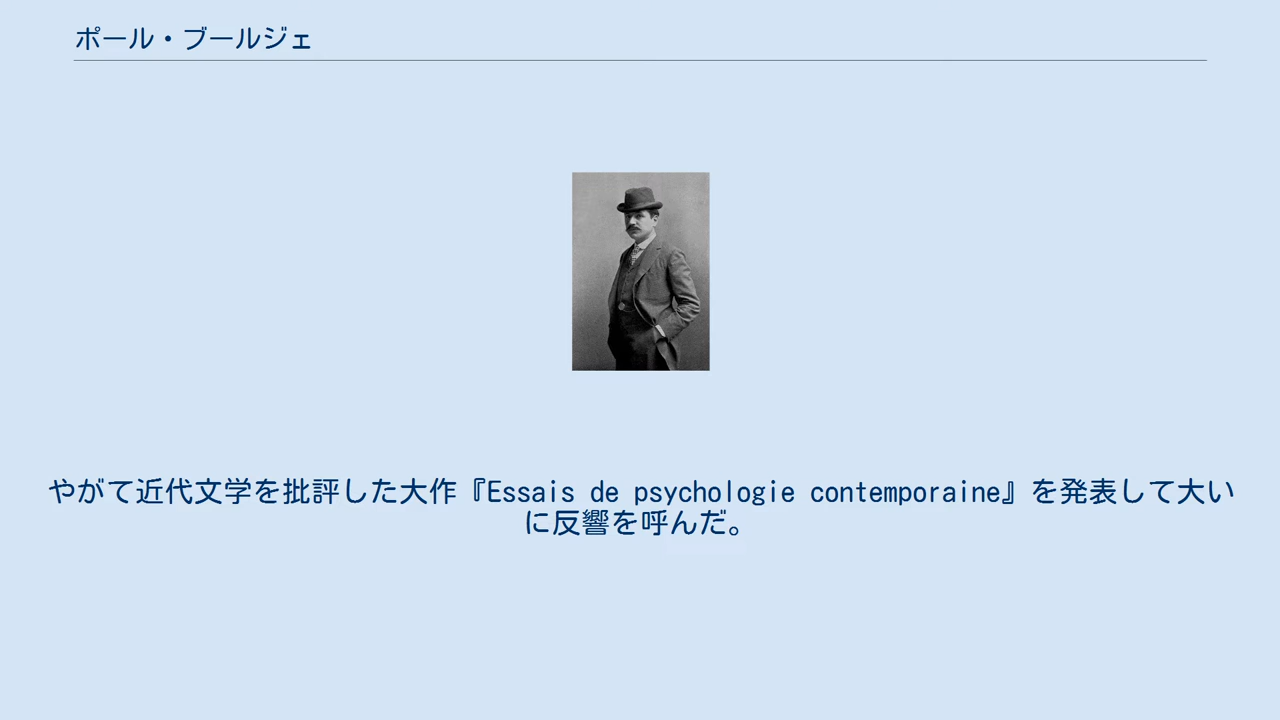 ポール・ブールジェ
やがて近代文学を批評した大作『Essais de psychologie contemporaine』を発表して大い
に反響を呼んだ。